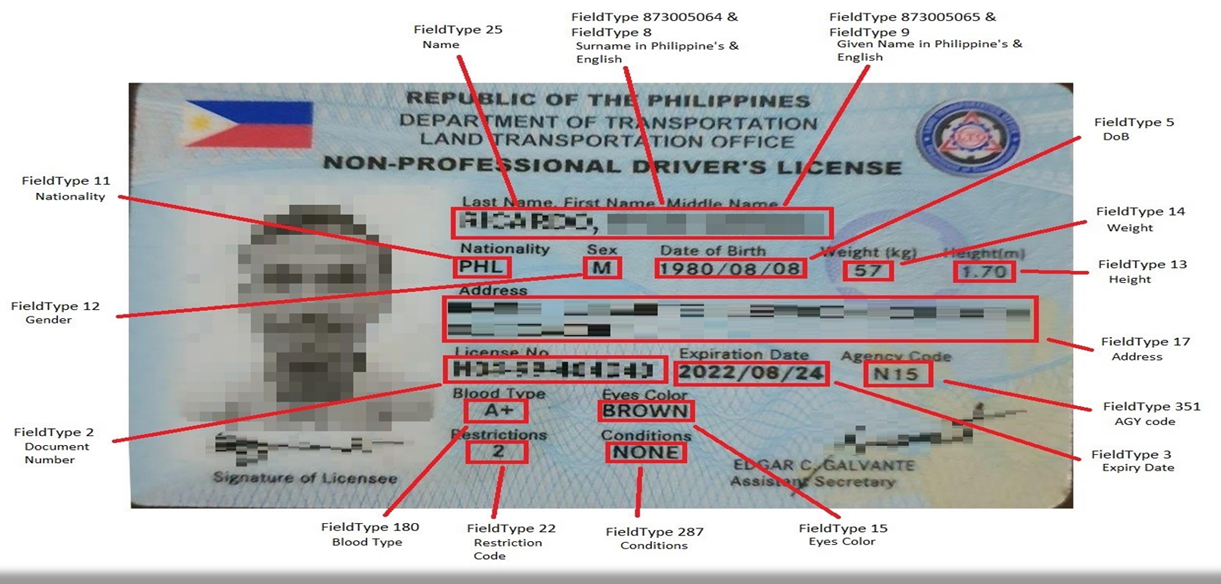 FieldType 25
Name
FieldType 873005064 &
FieldType 8
Surname in Philippine's &
English
FieldType 873005065 &
FieldType 9
Given Name in Philippine's &
English
FieldType 5
DoB
FieldType 11
Nationality
FieldType 14
Weight
FieldType 13
Height
FieldType 12
Gender
FieldType 17
Address
FieldType 351
AGY code
FieldType 2
Document
Number
FieldType 3
Expiry Date
REPUBLIC OF THE PHILIPPINES
DEPARTMENT OF TRANSPORTATION
LAND TRANSPORTATION OFFICE
NON-PROFESSIONAL DRIVER'S LICENSE
Last Name, First Name, Middle Name
RICARDO,
Nationality Sex Date of Birth Weight (kg) Height(m)
PHL M 1980/08/08 57 1.70
Address
License No. Expiration Date Agency Code
2022/08/24 N15
Blood Type Eyes Color
A+ BROWN
Restrictions Conditions
2 NONE
EDGAR C. GALVANTE
Assistant Secretary
Signature of Licensee
FieldType 180
Blood Type
FieldType 22
Restriction
Code
FieldType 287
Conditions
FieldType 15
Eyes Color